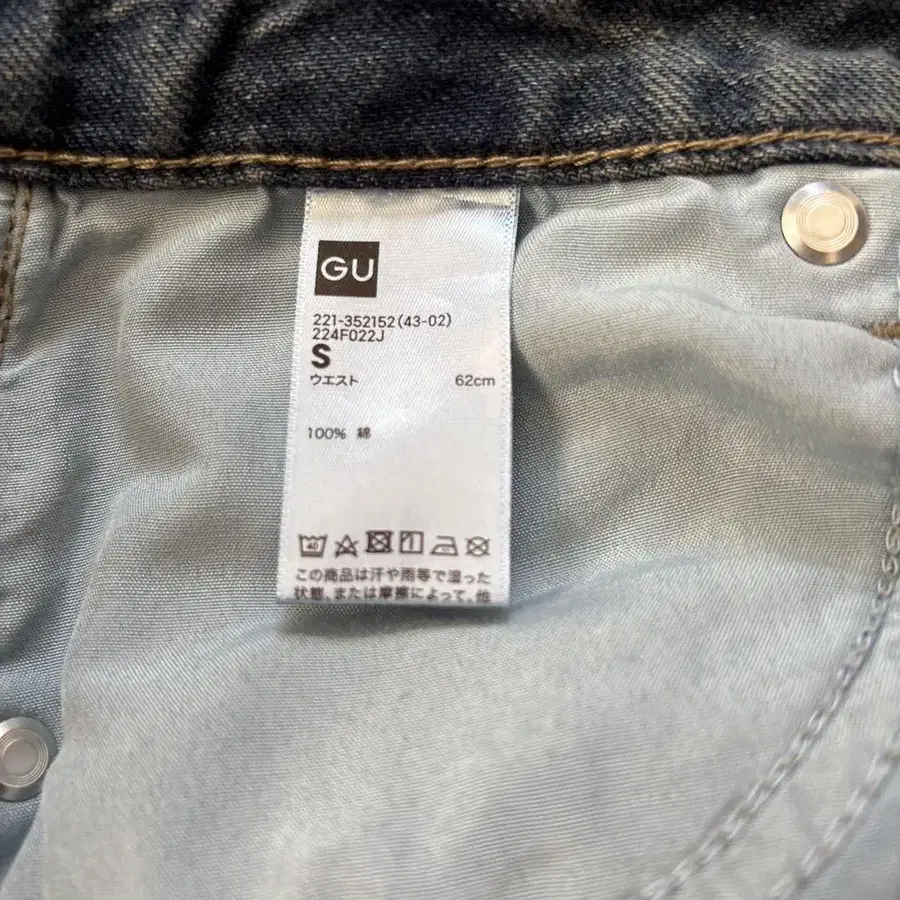 GU
221-352152(43-02)
224F022J
S
ウエスト 62cm
100% 綿
40
この商品は汗や雨等で湿った
状態、または摩擦によって、他